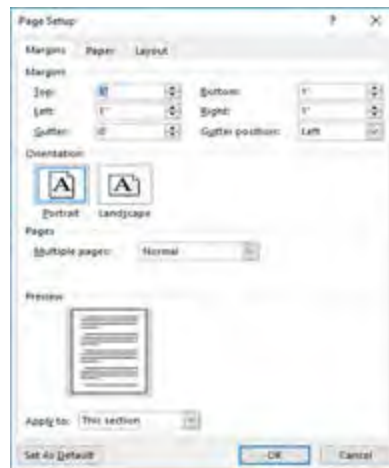 Page Setup ? ×
Margins Paper Layout
Margins
Top: Bottom: 1"
Left: 1" Right: 1"
Gutter: 0" Gutter position: Left
Orientation
A A
Portrait Landscape
Pages
Multiple pages: Normal
Preview
Apply to: This section
Set As Default OK Cancel